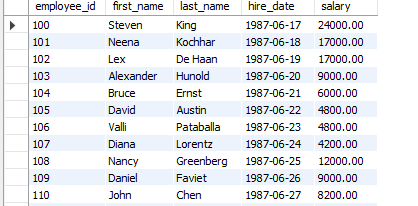 employee_id first_name last_name hire_date salary
100 Steven King 1987-06-17 24000.00
101 Neena Kochhar 1987-06-18 17000.00
102 Lex De Haan 1987-06-19 17000.00
103 Alexander Hunold 1987-06-20 9000.00
104 Bruce Ernst 1987-06-21 6000.00
105 David Austin 1987-06-22 4800.00
106 Valli Pataballa 1987-06-23 4800.00
107 Diana Lorentz 1987-06-24 4200.00
108 Nancy Greenberg 1987-06-25 12000.00
109 Daniel Faviet 1987-06-26 9000.00
110 John Chen 1987-06-27 8200.00